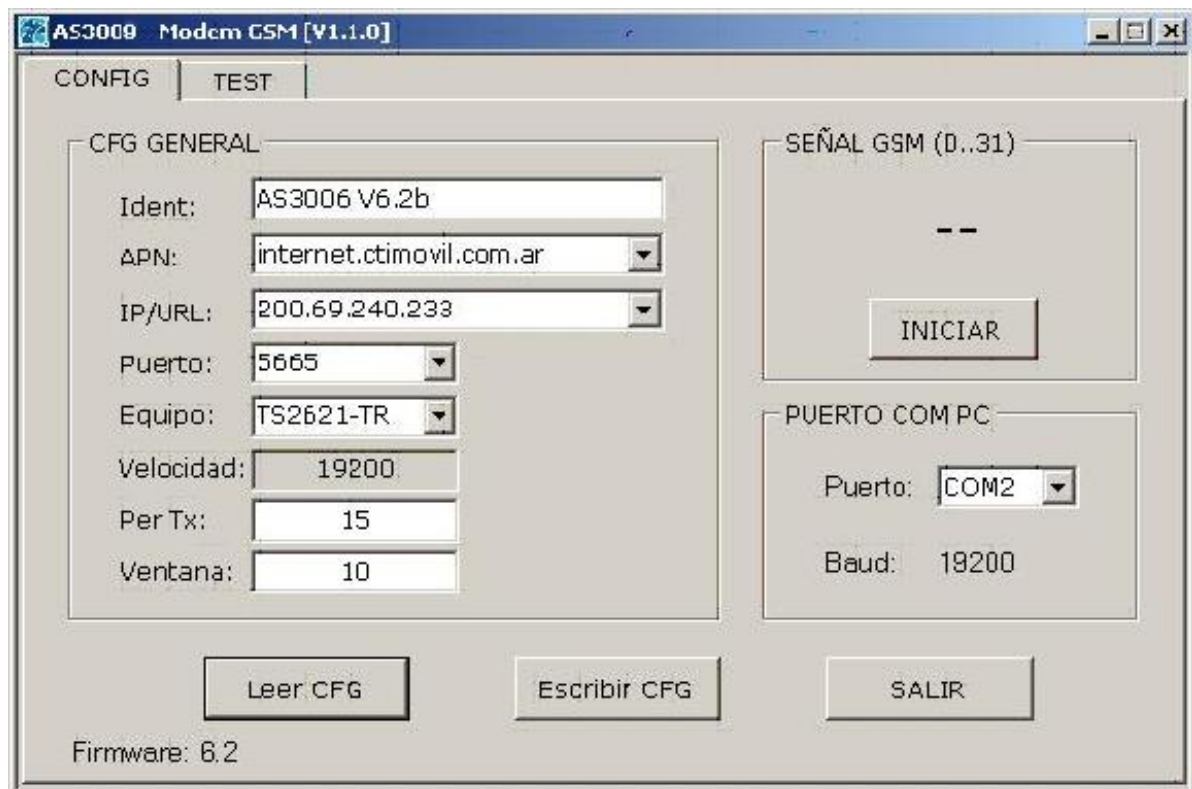 AS3009 Modem GSM [V1.1.0]
CONFIG TEST
CFG GENERAL
Ident: AS3006 V6.2b
APN: internet.ctimovil.com.ar
IP/URL: 200.69.240.233
Puerto: 5665
Equipo: TS2621-TR
Velocidad: 19200
Per Tx: 15
Ventana: 10
SEÑAL GSM (0..31)
--
INICIAR
PUERTO COM PC
Puerto: COM2
Baud: 19200
Leer CFG Escribir CFG SALIR
Firmware: 6.2